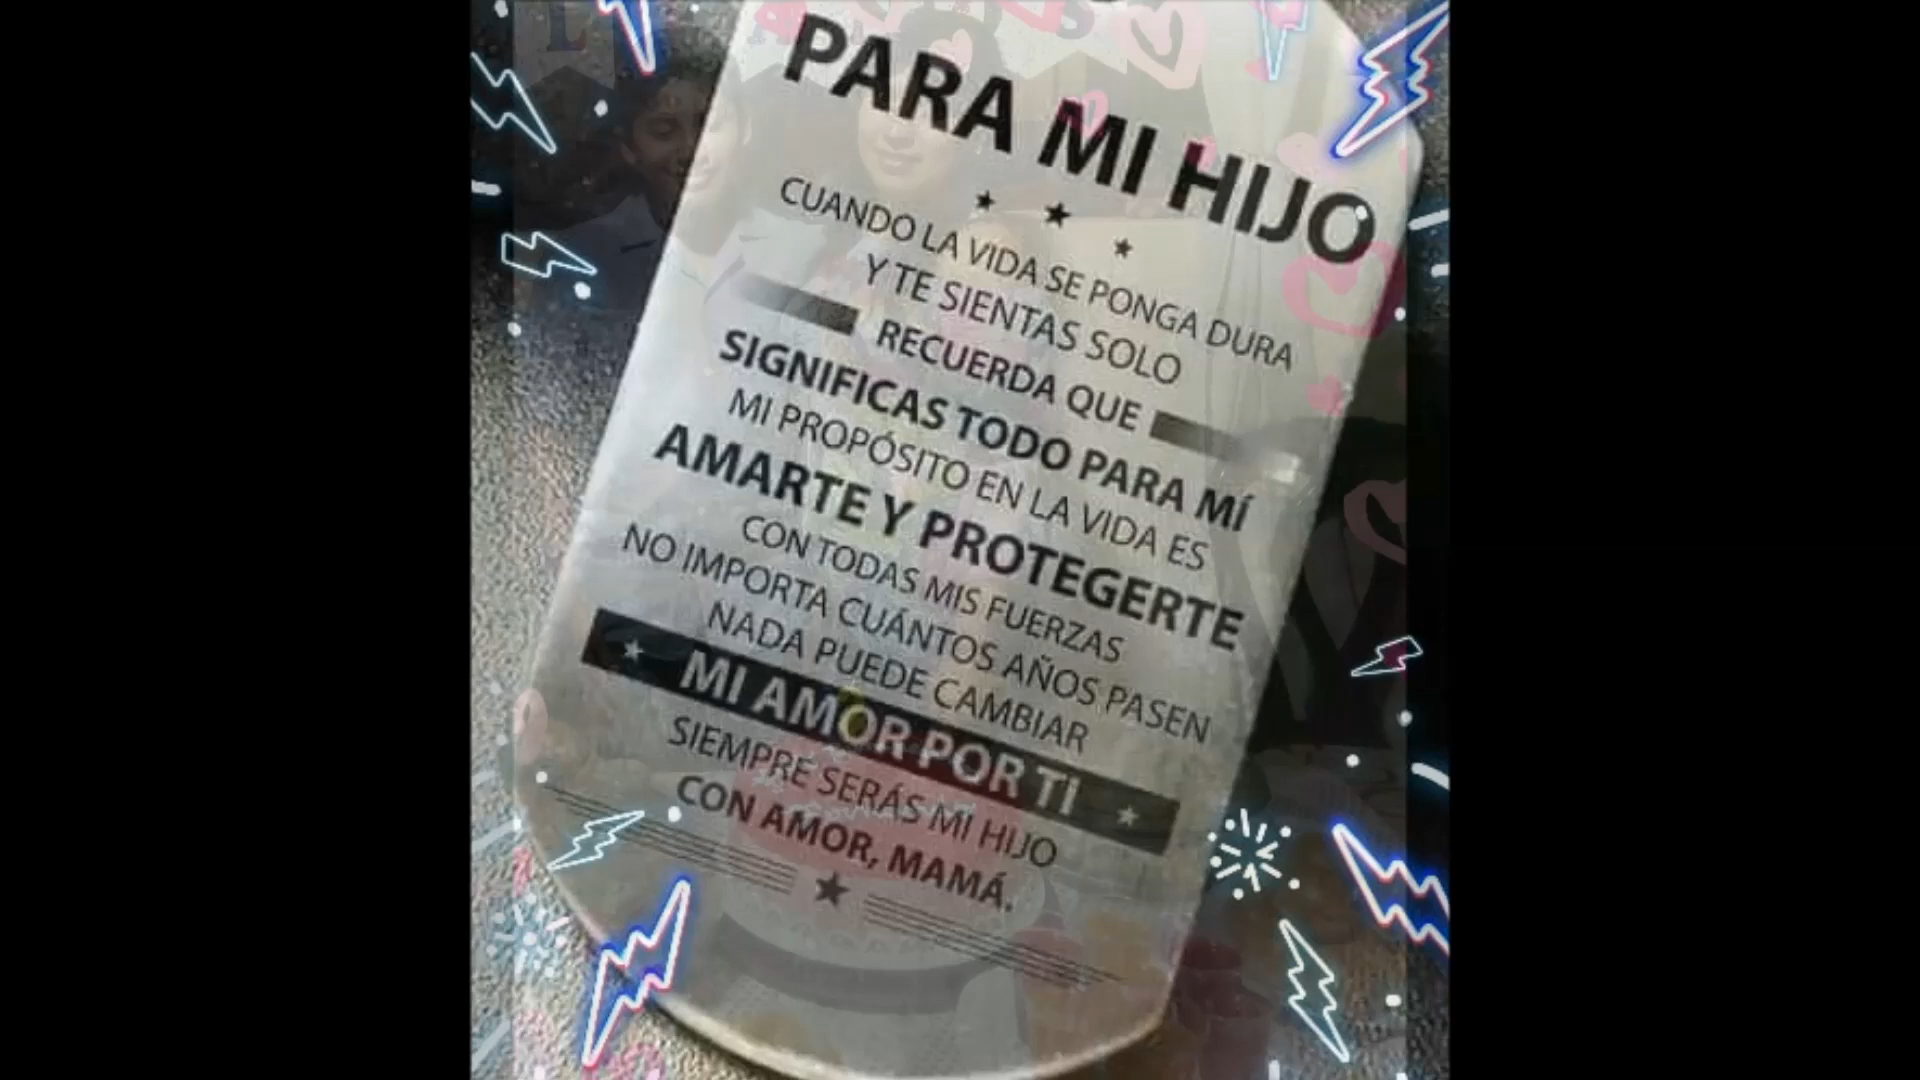 PARA MI HIJO
CUANDO LA VIDA SE PONGA DURA
Y TE SIENTAS SOLO
RECUERDA QUE
SIGNIFICAS TODO PARA MÍ
MI PROPÓSITO EN LA VIDA ES
AMARTE Y PROTEGERTE
CON TODAS MIS FUERZAS
NO IMPORTA CUÁNTOS AÑOS PASEN
NADA PUEDE CAMBIAR
MI AMOR POR TI
SIEMPRE SERÁS MI HIJO
CON AMOR, MAMÁ.